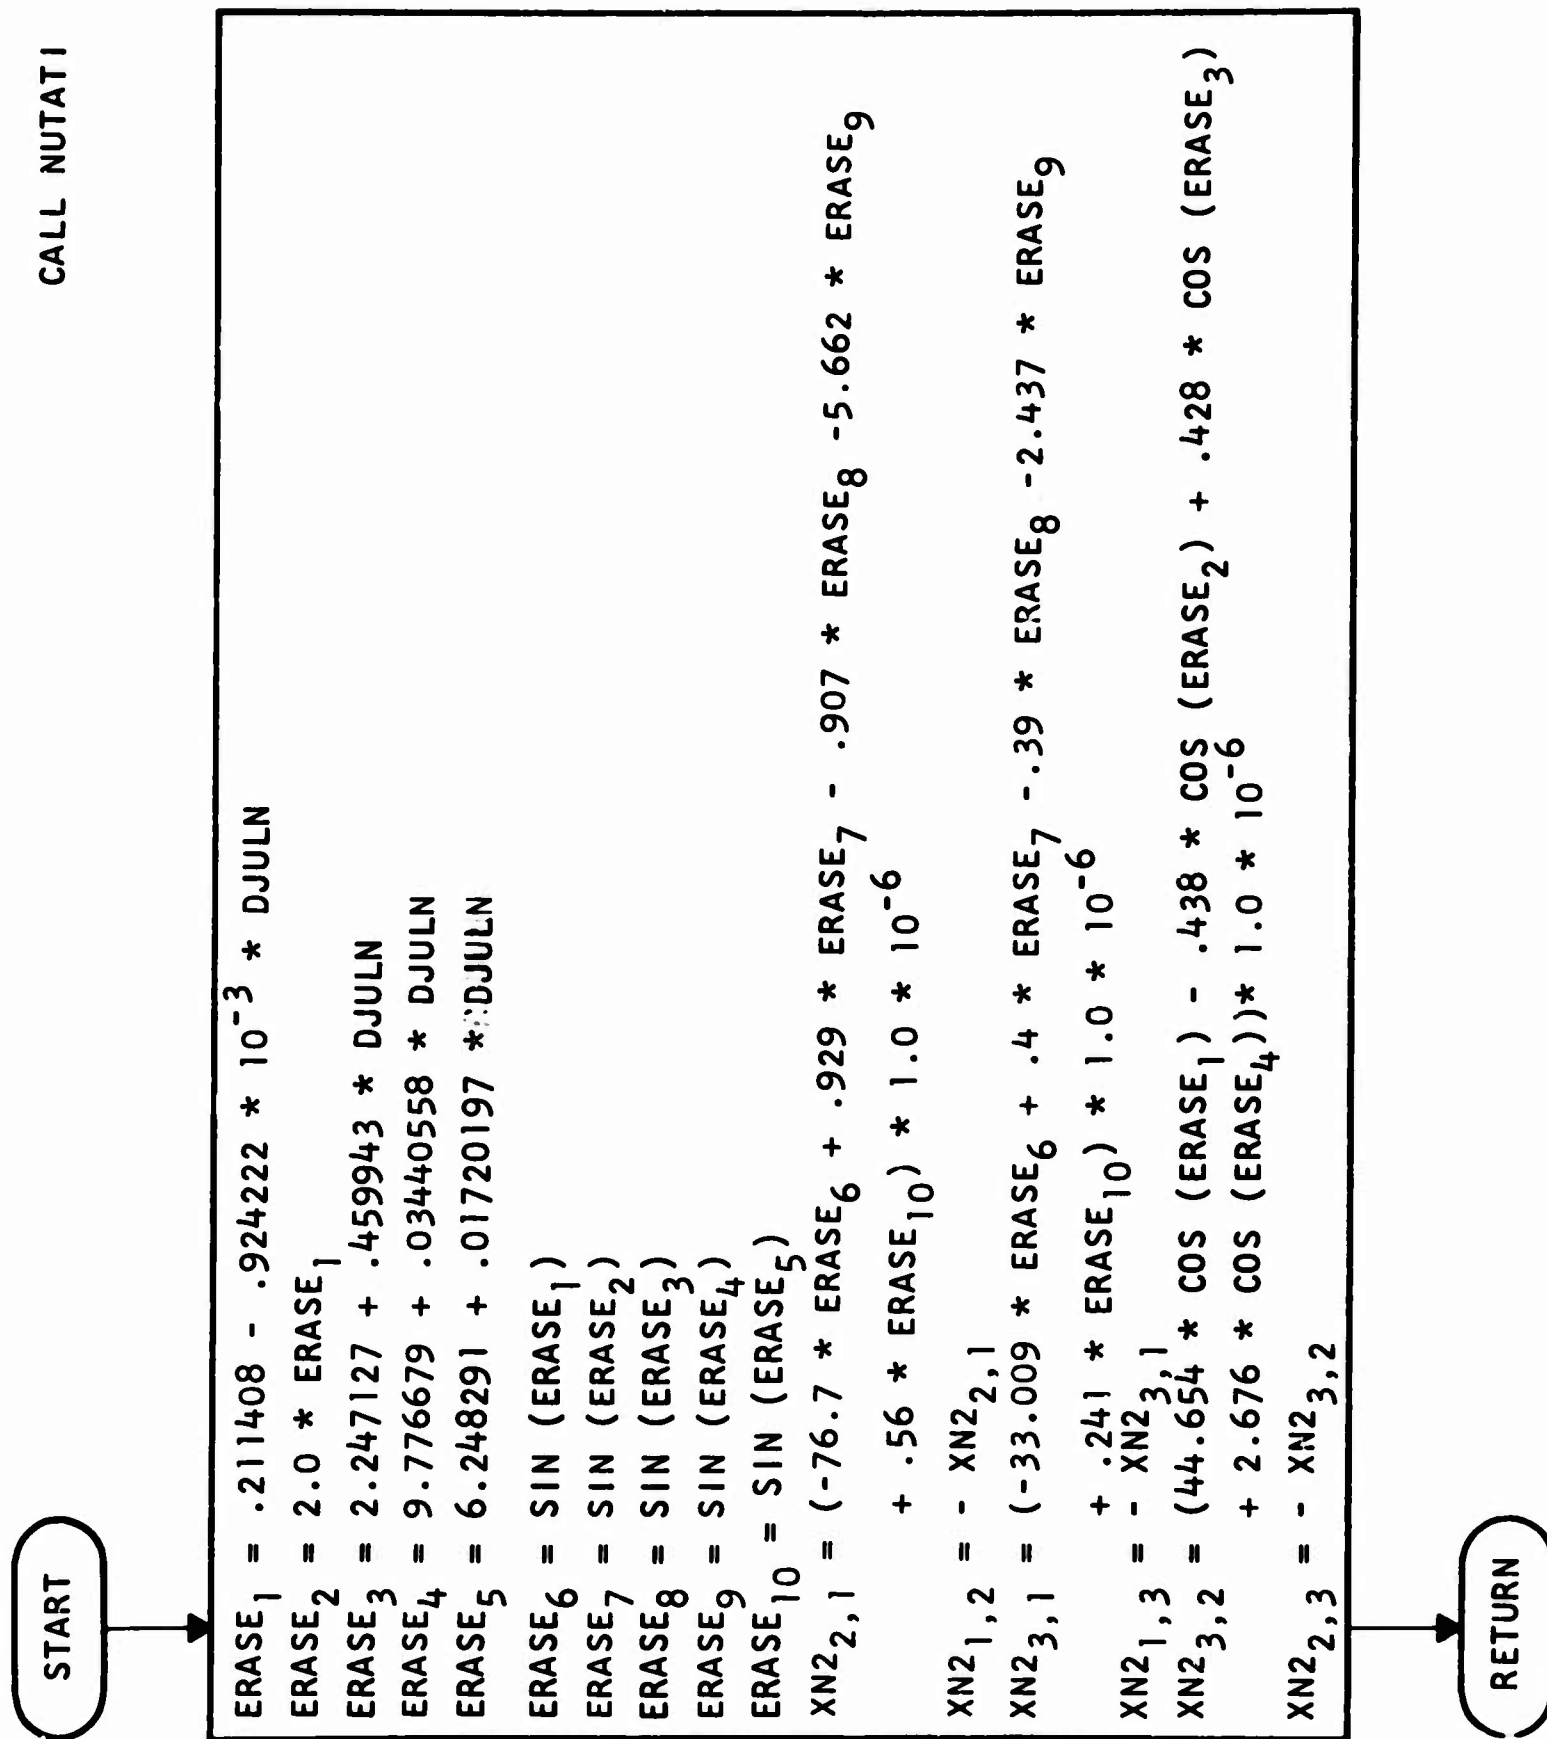 CALL NUTATI
START
ERASE₁ = .211408 - .924222 * 10⁻³ * DJULN
ERASE₂ = 2.0 * ERASE₁
ERASE₃ = 2.247127 + .459943 * DJULN
ERASE₄ = 9.776679 + .03440558 * DJULN
ERASE₅ = 6.248291 + .01720197 * DJULN
ERASE₆ = SIN (ERASE₁)
ERASE₇ = SIN (ERASE₂)
ERASE₈ = SIN (ERASE₃)
ERASE₉ = SIN (ERASE₄)
ERASE₁₀ = SIN (ERASE₅)
XN2₂,₁ = (-76.7 * ERASE₆ + .929 * ERASE₇ - .907 * ERASE₈ -5.662 * ERASE₉
+ .56 * ERASE₁₀) * 1.0 * 10⁻⁶
XN2₁,₂ = - XN2₂,₁
XN2₃,₁ = (-33.009 * ERASE₆ + .4 * ERASE₇ -.39 * ERASE₈ -2.437 * ERASE₉
+ .241 * ERASE₁₀) * 1.0 * 10⁻⁶
XN2₁,₃ = - XN2₃,₁
XN2₃,₂ = (44.654 * COS (ERASE₁) - .438 * COS (ERASE₂) + .428 * COS (ERASE₃)
+ 2.676 * COS (ERASE₄))* 1.0 * 10⁻⁶
XN2₂,₃ = - XN2₃,₂
RETURN